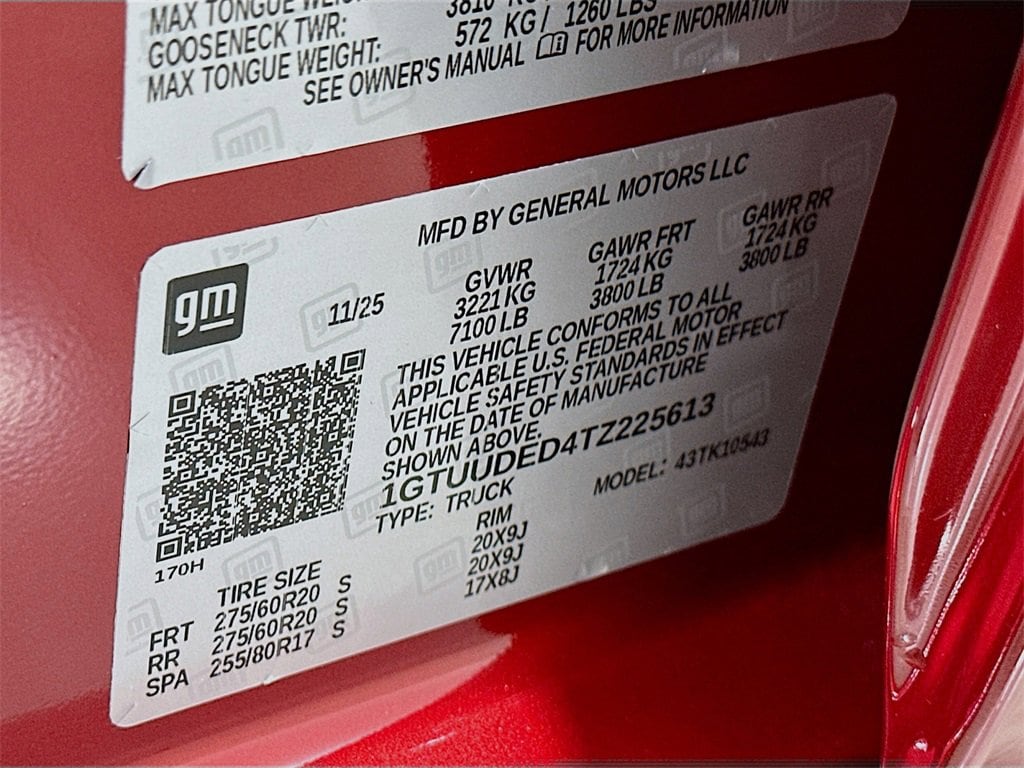 MAX TONGUE WEIGHT:
GOOSENECK TWR:
3810
MAX TONGUE WEIGHT: 572 KG / 1260 LBS
SEE OWNER'S MANUAL FOR MORE INFORMATION
MFD BY GENERAL MOTORS LLC
gm
11/25
GVWR GAWR FRT GAWR RR
3221 KG 1724 KG 1724 KG
7100 LB 3800 LB 3800 LB
THIS VEHICLE CONFORMS TO ALL
APPLICABLE U.S. FEDERAL MOTOR
VEHICLE SAFETY STANDARDS IN EFFECT
ON THE DATE OF MANUFACTURE
SHOWN ABOVE.
1GTUUDED4TZ225613
TYPE: TRUCK MODEL: 43TK10543
170H
TIRE SIZE RIM
FRT 275/60R20 S 20X9J
RR 275/60R20 S 20X9J
SPA 255/80R17 S 17X8J